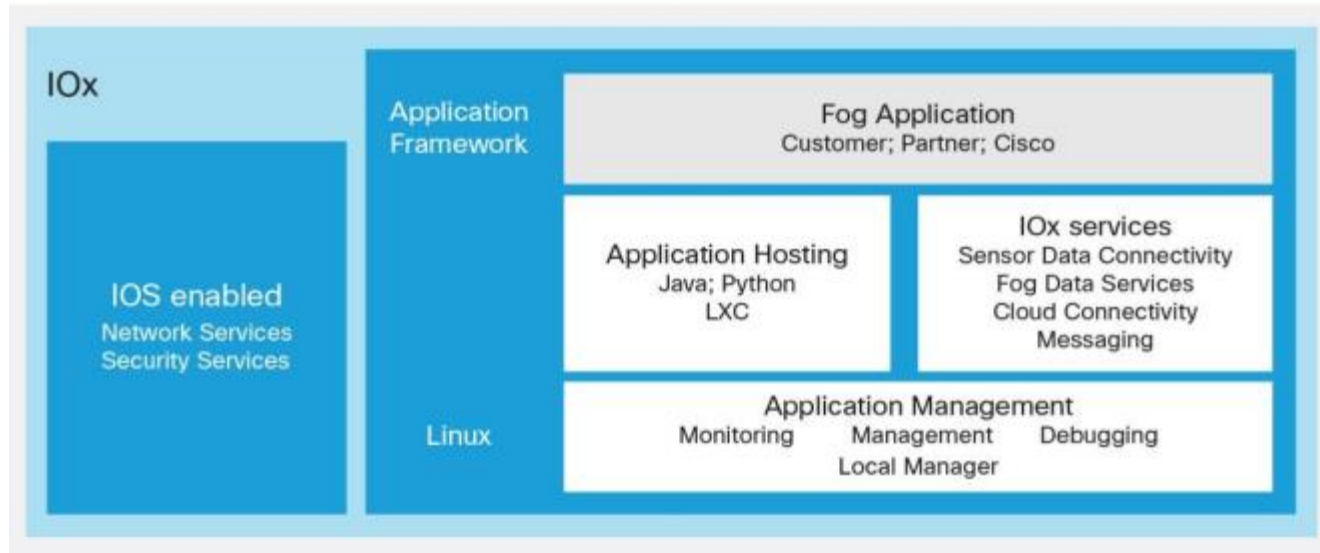 IOx
IOS enabled
Network Services
Security Services
Application
Framework
Linux
Fog Application
Customer; Partner; Cisco
Application Hosting
Java; Python
LXC
IOx services
Sensor Data Connectivity
Fog Data Services
Cloud Connectivity
Messaging
Application Management
Monitoring Management Debugging
Local Manager